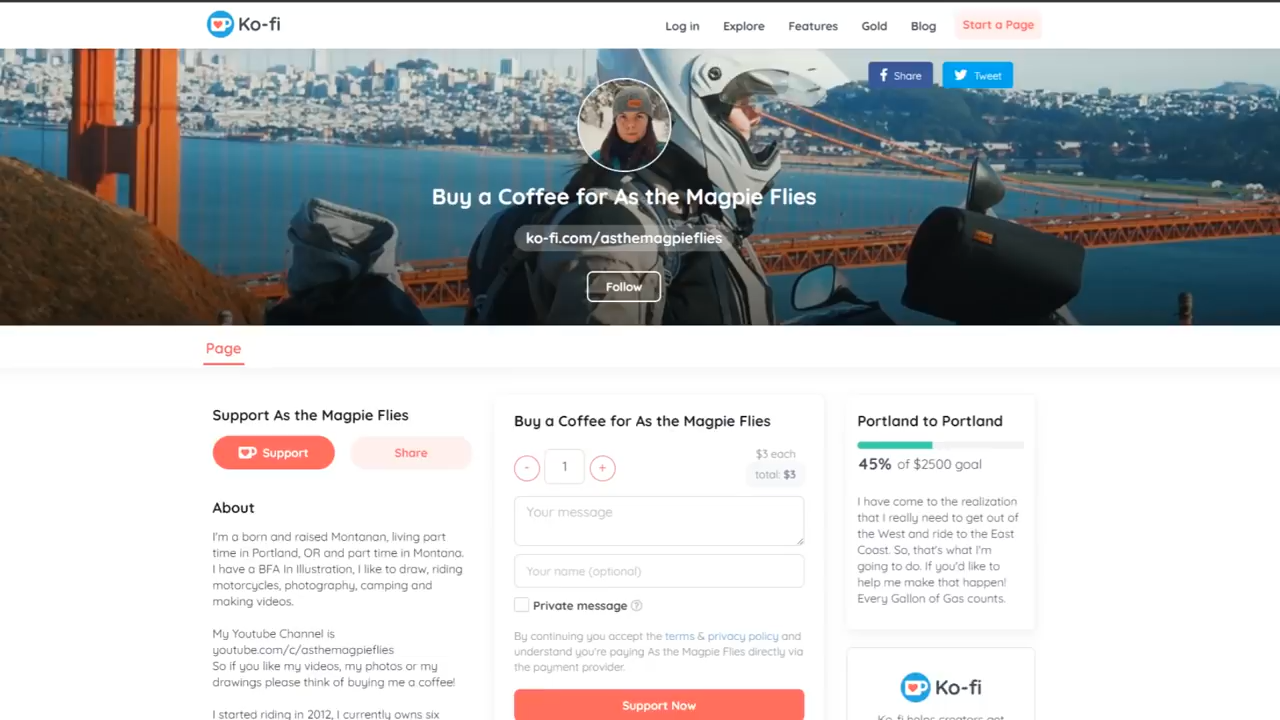 Ko-fi
Log in
Explore
Features
Gold
Blog
Start a Page
Share
Tweet
Buy a Coffee for As the Magpie Flies
ko-fi.com/asthemagpieflies
Follow
Page
Support As the Magpie Flies
Support
Share
About
I'm a born and raised Montanan, living part
time in Portland, OR and part time in Montana.
I have a BFA In Illustration, I like to draw, riding
motorcycles, photography, camping and
making videos.
My Youtube Channel is
youtube.com/c/asthemagpieflies
So if you like my videos, my photos or my
drawings please think of buying me a coffee!
I started riding in 2012, I currently owns six
Buy a Coffee for As the Magpie Flies
- 1 +
$3 each
total: $3
Your message
Your name (optional)
Private message ?
By continuing you accept the terms & privacy policy and
understand you're paying As the Magpie Flies directly via
the payment provider.
Support Now
Portland to Portland
45% of $2500 goal
I have come to the realization
that I really need to get out of
the West and ride to the East
Coast. So, that's what I'm
going to do. If you'd like to
help me make that happen!
Every Gallon of Gas counts.
Ko-fi
Ko-fi helps creators get